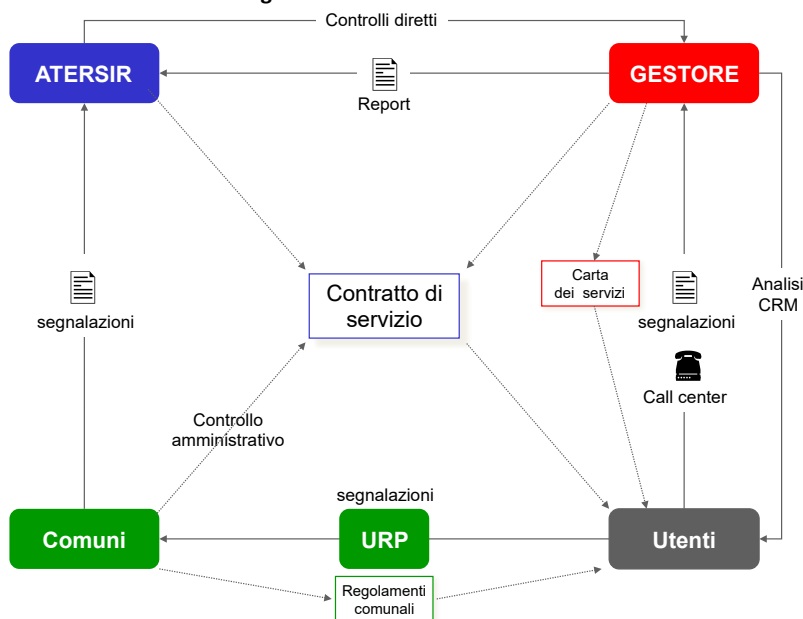 Controlli diretti
ATERSIR
GESTORE
Report
Contratto di
servizio
Carta
dei servizi
Analisi
CRM
segnalazioni
segnalazioni
Call center
Controllo
amministrativo
segnalazioni
Comuni
URP
Utenti
Regolamenti
comunali